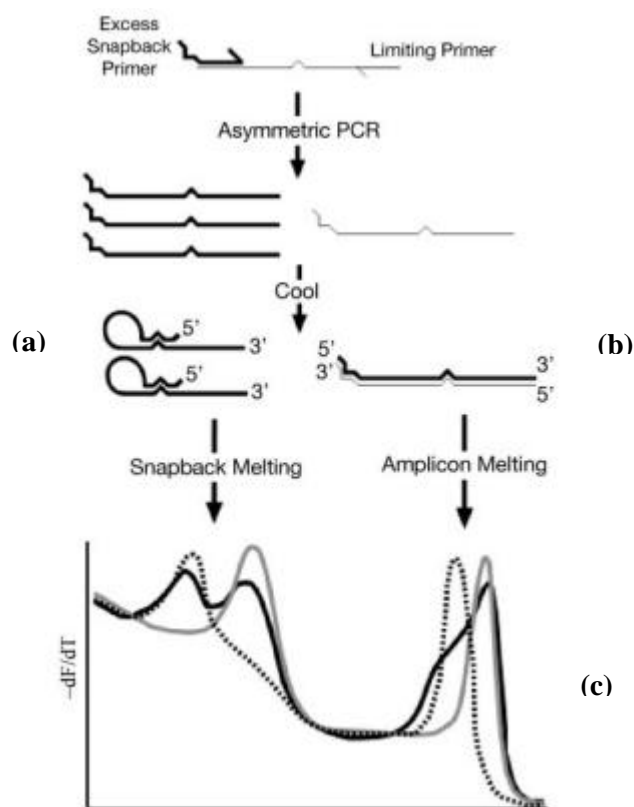 Excess
Snapback
Primer
Limiting Primer
Asymmetric PCR
Cool
(a)
5’
3’
5’
3’
(b)
5’
3’
3’
5’
Snapback Melting
Amplicon Melting
(c)
–dF/dT